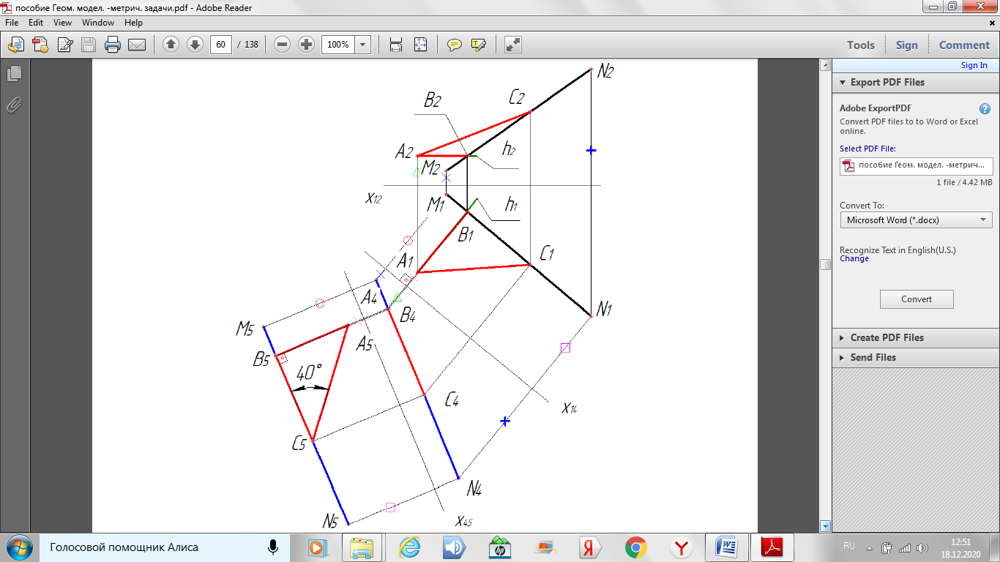 пособие Геом. модел. -метрич. задачи.pdf - Adobe Reader
File Edit View Window Help
60 / 138 100% Tools Sign Comment
Sign In
Export PDF Files
Adobe ExportPDF
Convert PDF files to to Word or Excel
online.
Select PDF File:
пособие Геом. модел. -метрич...
1 file / 4.42 MB
Convert To:
Microsoft Word (*.docx)
Recognize Text in English(U.S.)
Change
Convert
Create PDF Files
Send Files
N2
C2
B2
A2
h2
M2
x12
M1
h1
B1
A1
C1
A4
N1
B4
M5
A5
B5
40°
C4
x14
C5
N4
N5
x45
Голосовой помощник Алиса
RU
12:51
18.12.2020